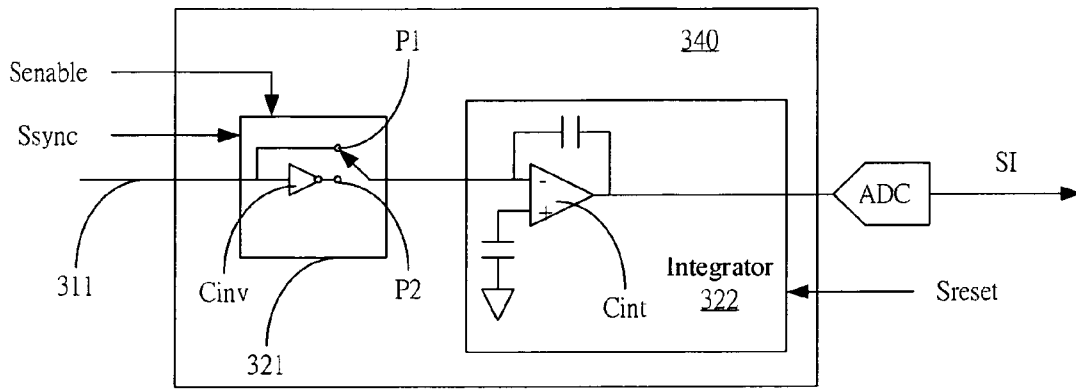 340
P1
Senable
Ssync
SI
ADC
-
+
311
Cinv
P2
321
Integrator
322
Cint
Sreset